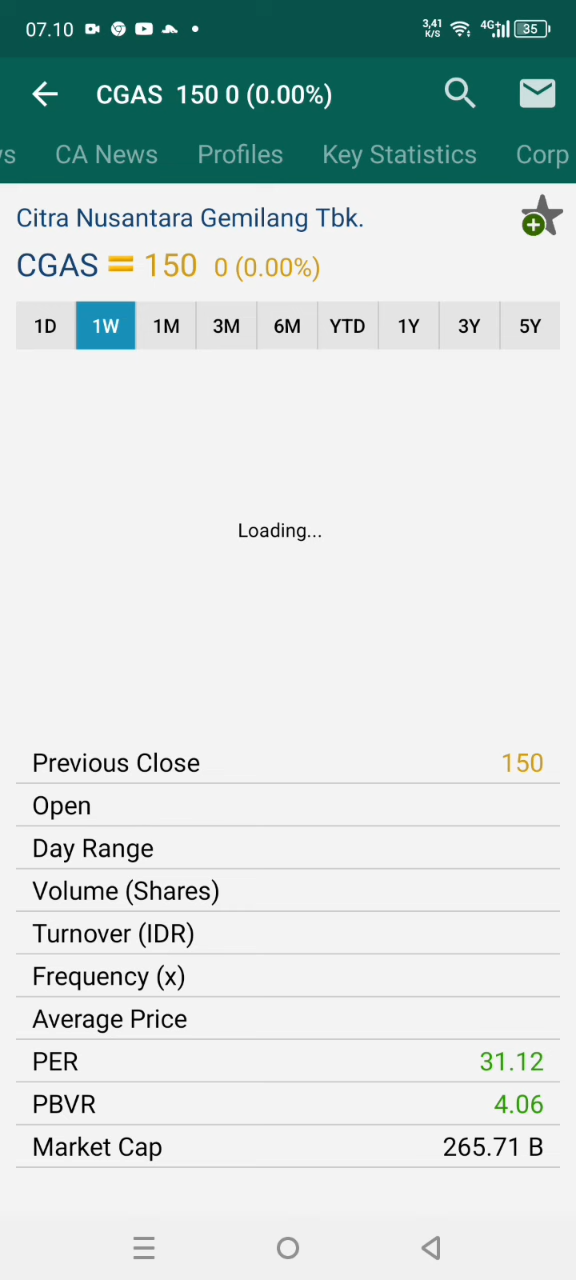 07.10 3,41 K/S 4G+ 35
CGAS 150 0 (0.00%)
vs CA News Profiles Key Statistics Corp
Citra Nusantara Gemilang Tbk.
CGAS = 150 0 (0.00%)
1D 1W 1M 3M 6M YTD 1Y 3Y 5Y
Loading...
Previous Close 150
Open
Day Range
Volume (Shares)
Turnover (IDR)
Frequency (x)
Average Price
PER 31.12
PBVR 4.06
Market Cap 265.71 B